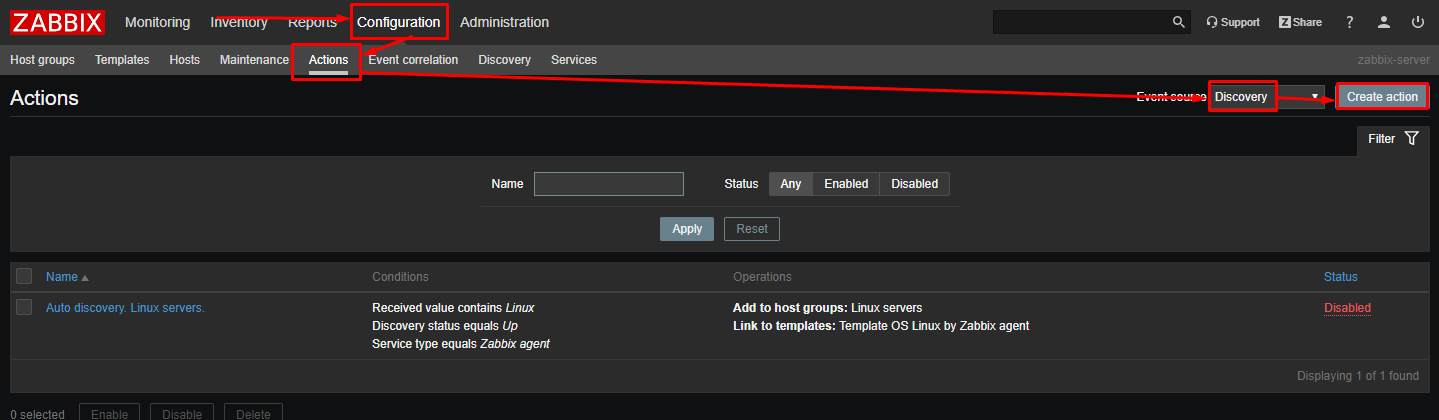 ZABBIX Monitoring Inventory Reports Configuration Administration Support Z Share ?
Host groups Templates Hosts Maintenance Actions Event correlation Discovery Services zabbix-server
Actions Event source Discovery Create action
Filter
Name Status Any Enabled Disabled
Apply Reset
Name Conditions Operations Status
Auto discovery. Linux servers. Received value contains Linux Add to host groups: Linux servers Disabled
Discovery status equals Up Link to templates: Template OS Linux by Zabbix agent
Service type equals Zabbix agent
Displaying 1 of 1 found
0 selected Enable Disable Delete